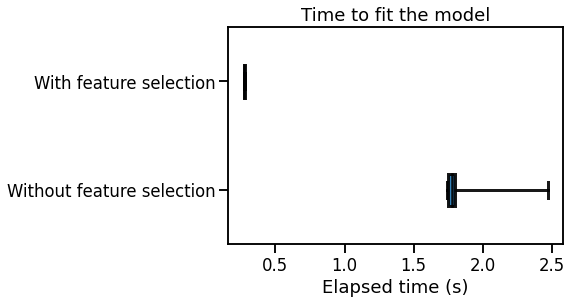 Time to fit the model
With feature selection
Without feature selection
0.5 1.0 1.5 2.0 2.5
Elapsed time (s)